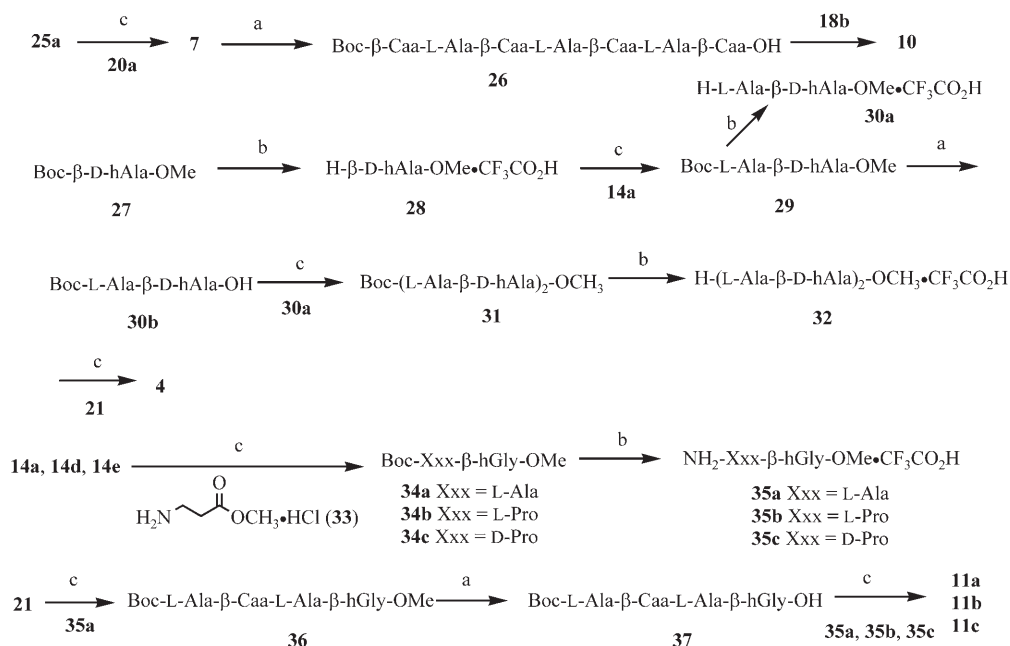 25a c 20a 7 a Boc-β-Caa-L-Ala-β-Caa-L-Ala-β-Caa-L-Ala-β-Caa-OH 18b 10
26
H-L-Ala-β-D-hAla-OMe•CF₃CO₂H
30a
b
Boc-β-D-hAla-OMe b H-β-D-hAla-OMe•CF₃CO₂H c 14a Boc-L-Ala-β-D-hAla-OMe a
27 28 29
Boc-L-Ala-β-D-hAla-OH c 30a Boc-(L-Ala-β-D-hAla)₂-OCH₃ b H-(L-Ala-β-D-hAla)₂-OCH₃•CF₃CO₂H
30b 31 32
c 21 4
14a, 14d, 14e c Boc-Xxx-β-hGly-OMe b NH₂-Xxx-β-hGly-OMe•CF₃CO₂H
O
H₂N OCH₃•HCl (33)
34a Xxx = L-Ala 35a Xxx = L-Ala
34b Xxx = L-Pro 35b Xxx = L-Pro
34c Xxx = D-Pro 35c Xxx = D-Pro
21 c 35a Boc-L-Ala-β-Caa-L-Ala-β-hGly-OMe a Boc-L-Ala-β-Caa-L-Ala-β-hGly-OH c 35a, 35b, 35c
36 37
11a
11b
11c